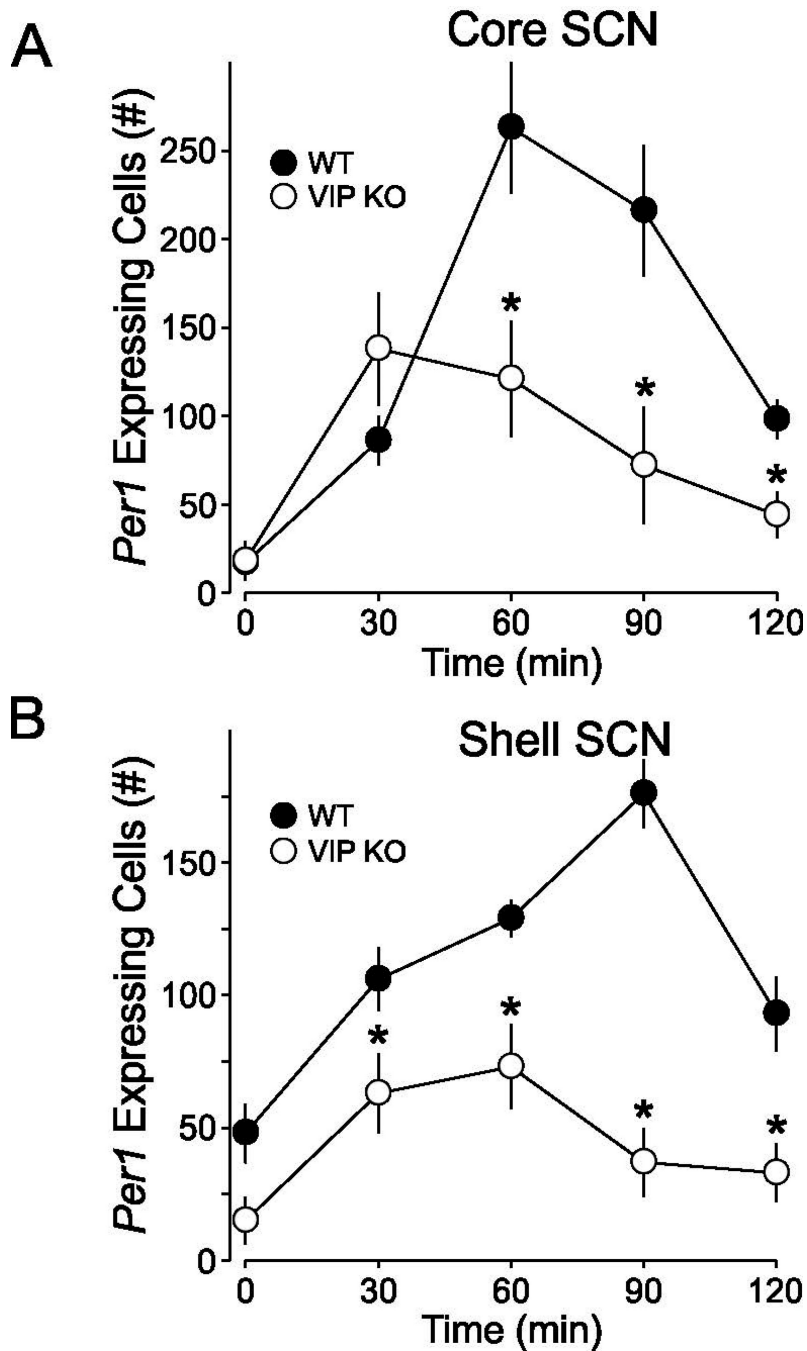 A
Core SCN
Per1 Expressing Cells (#)
250
200
150
100
50
0
WT
VIP KO
*
*
*
0 30 60 90 120
Time (min)
B
Shell SCN
Per1 Expressing Cells (#)
150
100
50
0
WT
VIP KO
*
*
*
*
0 30 60 90 120
Time (min)